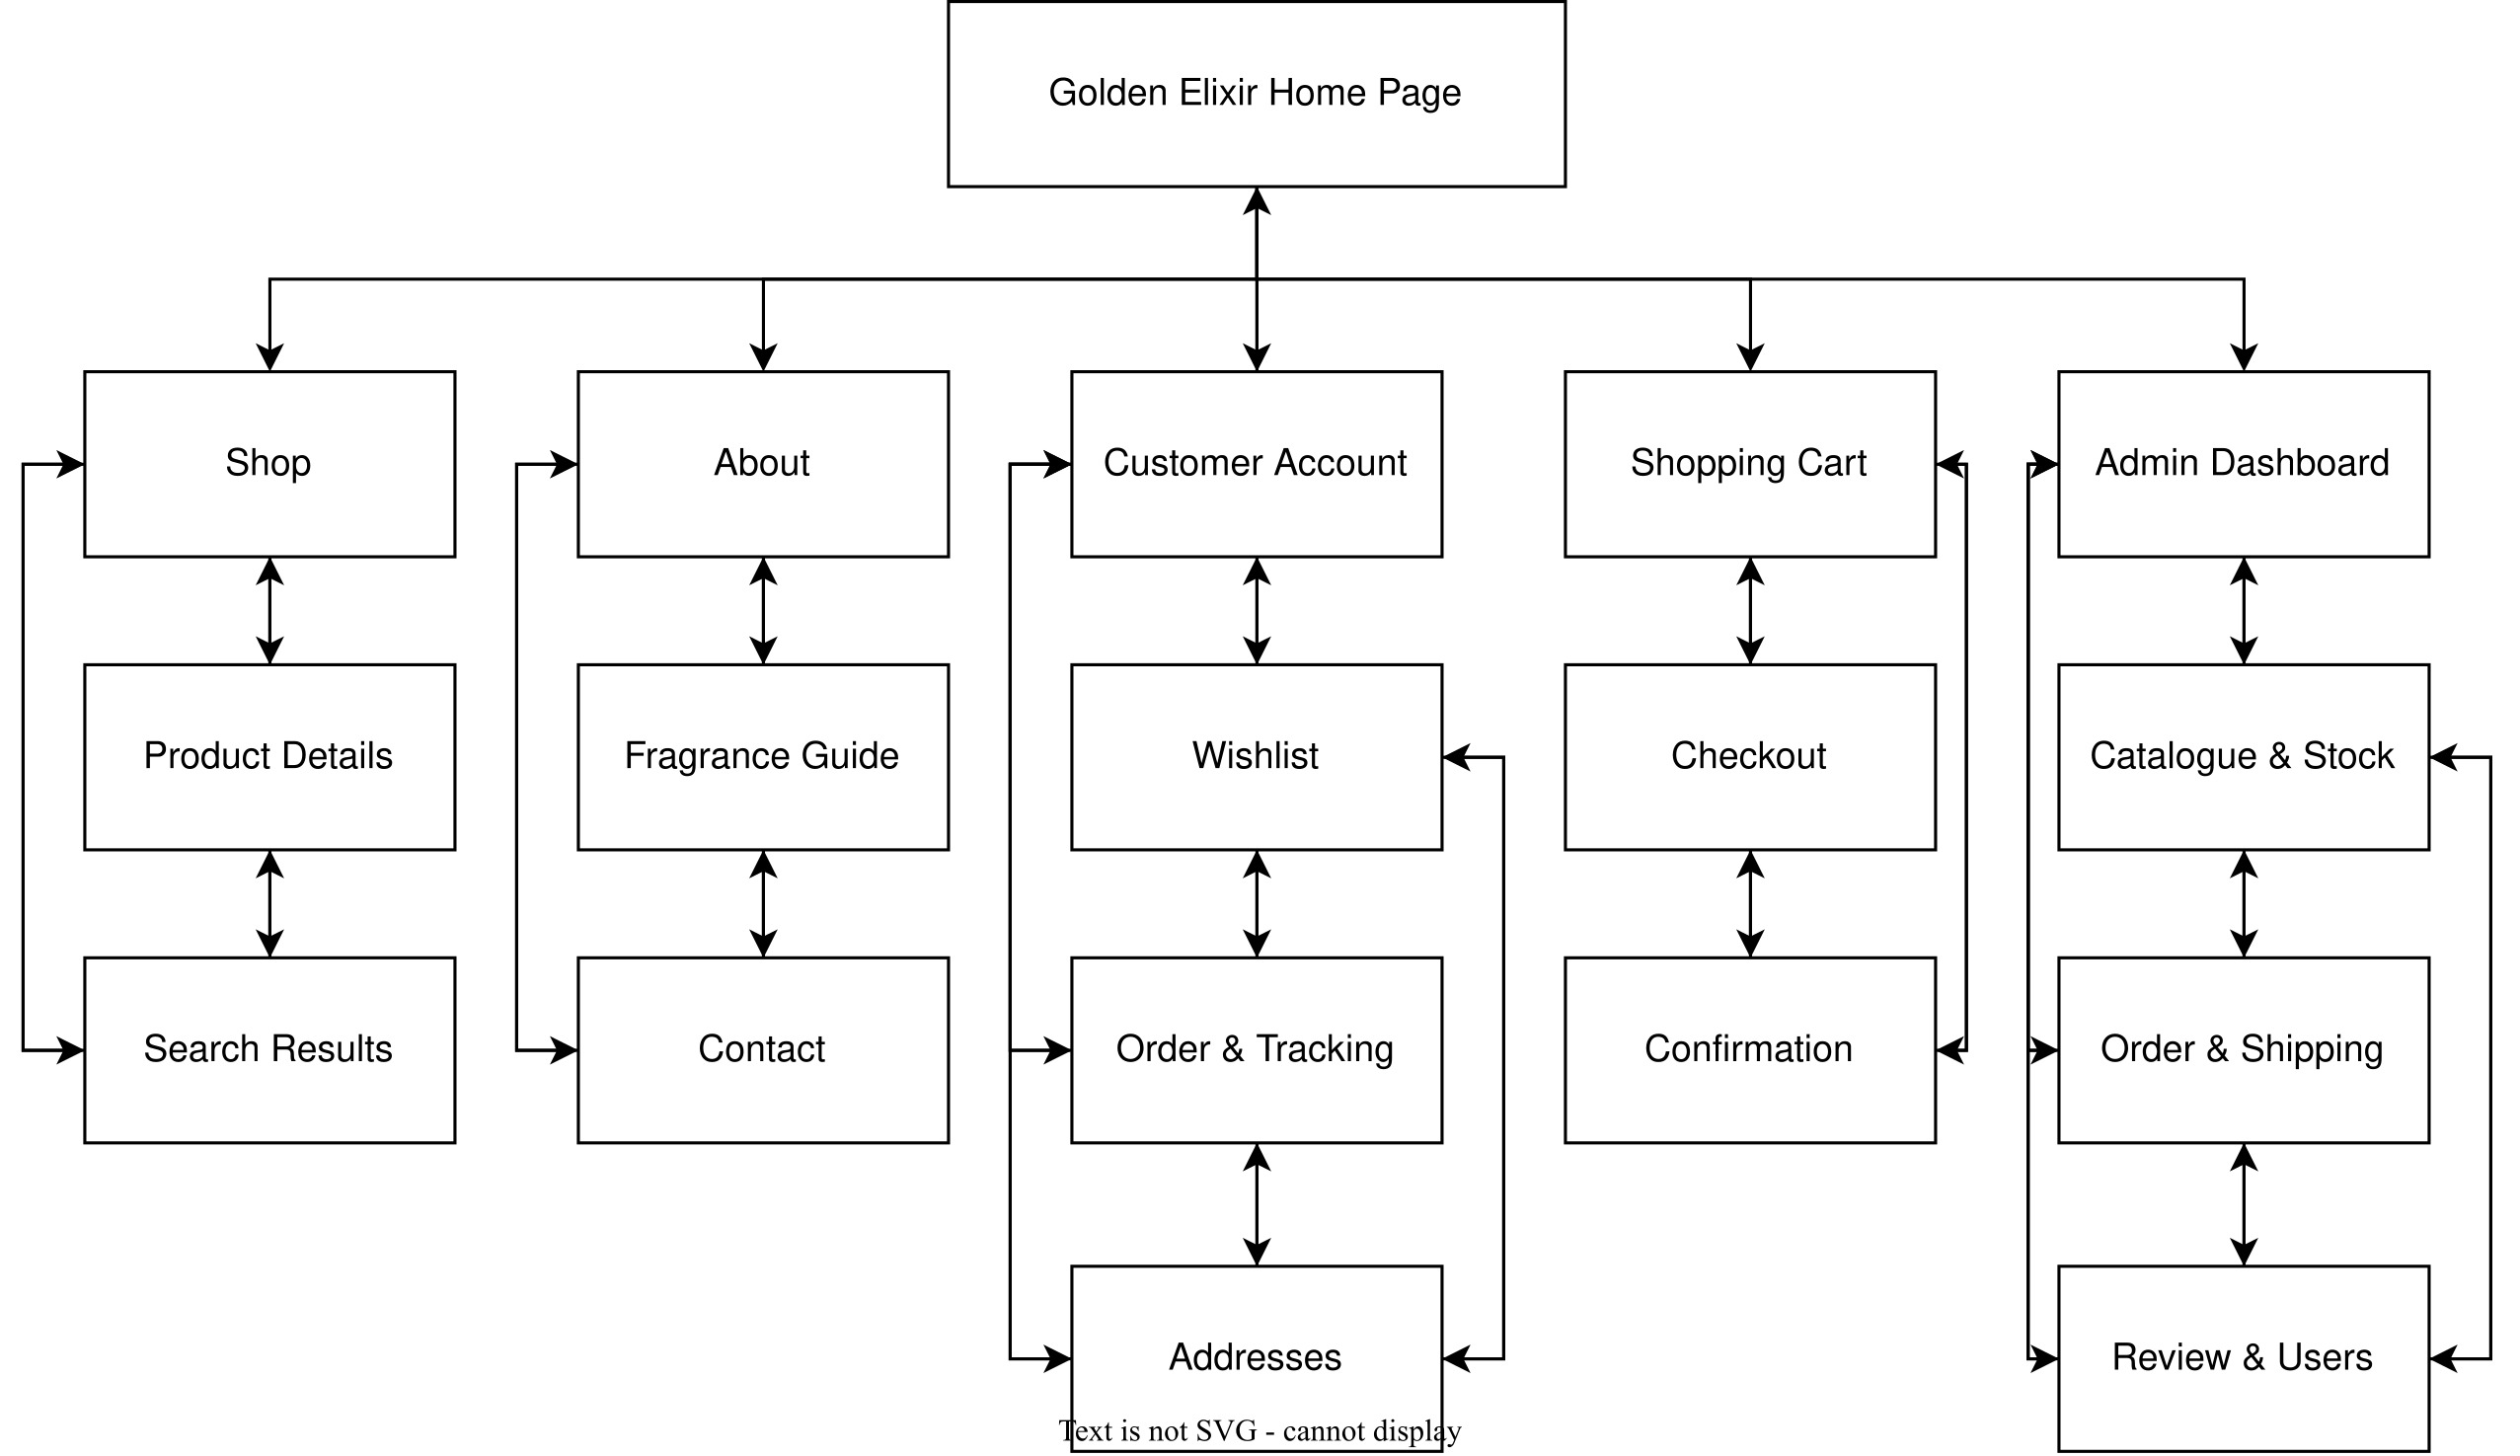 Golden Elixir Home Page
Shop
About
Customer Account
Shopping Cart
Admin Dashboard
Product Details
Fragrance Guide
Wishlist
Checkout
Catalogue & Stock
Search Results
Contact
Order & Tracking
Confirmation
Order & Shipping
Addresses
Review & Users
Text is not SVG - cannot display